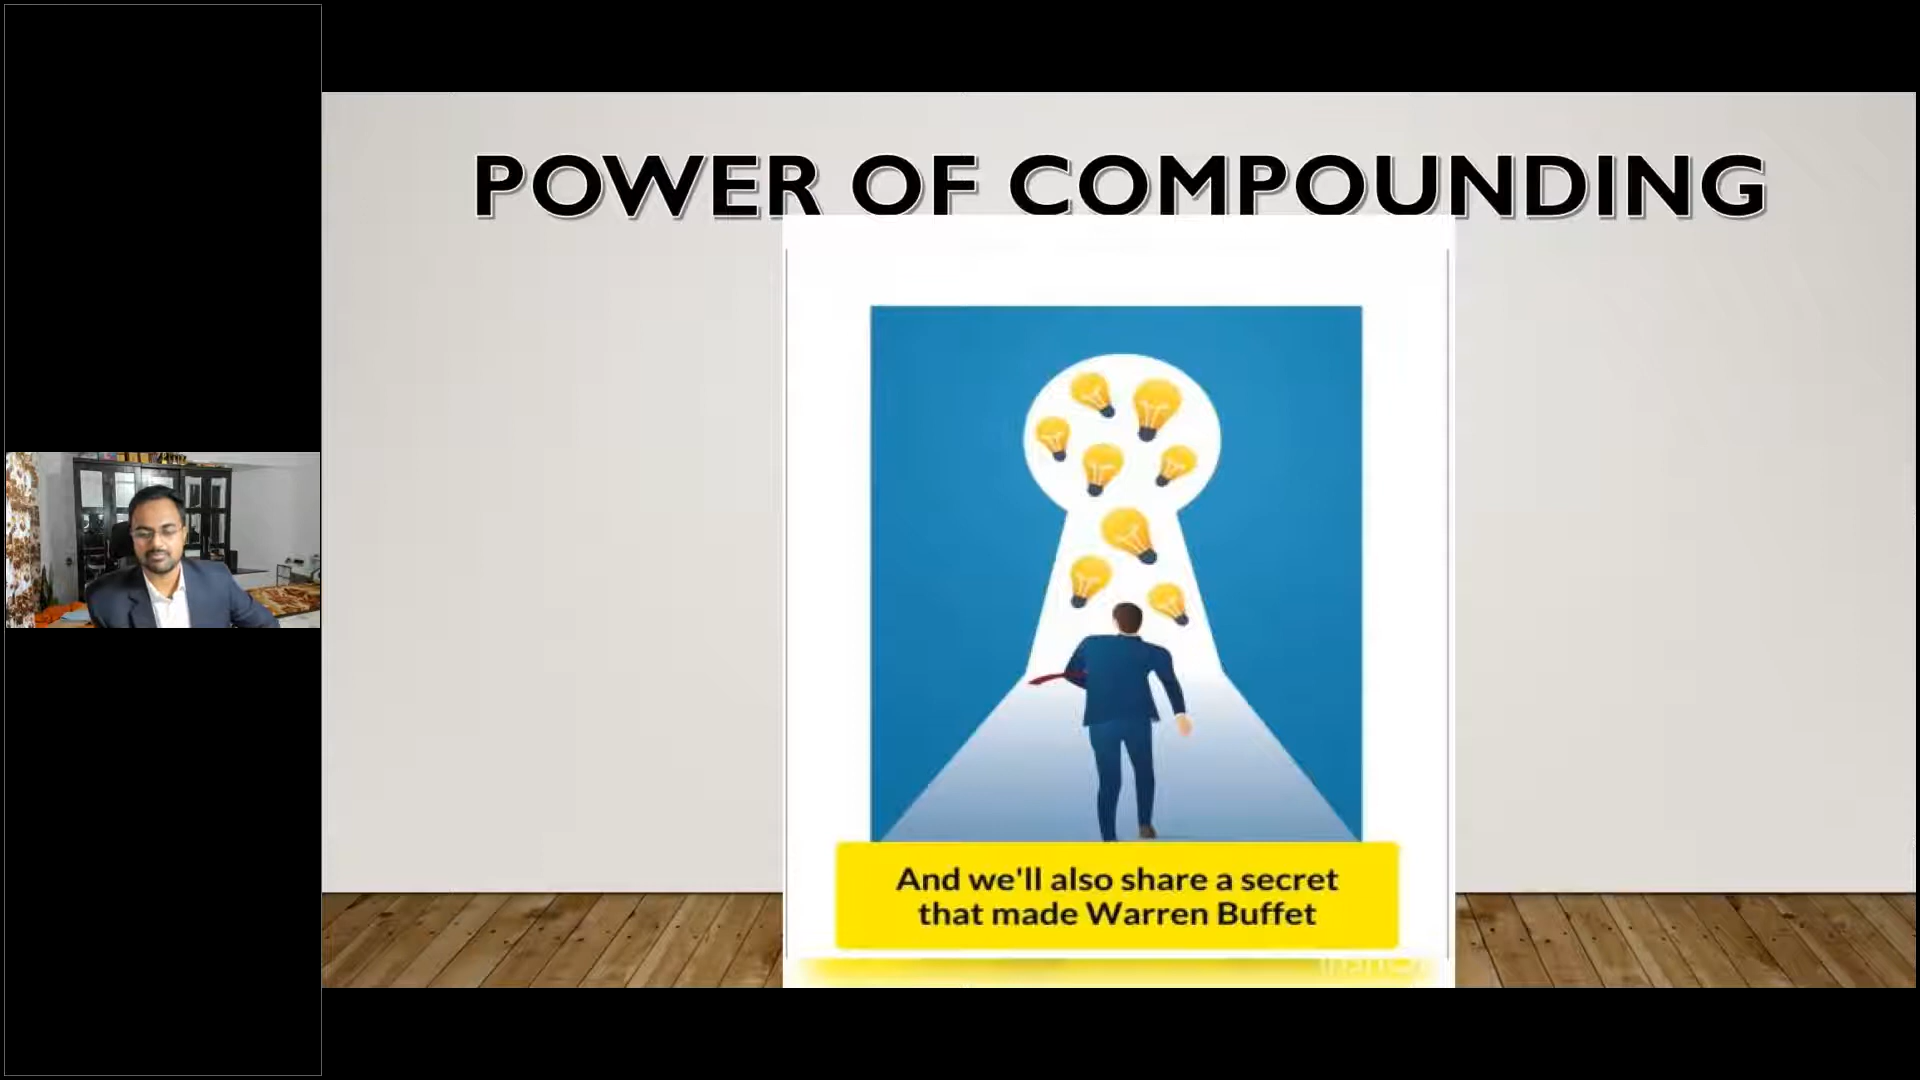 POWER OF COMPOUNDING
And we'll also share a secret
that made Warren Buffet